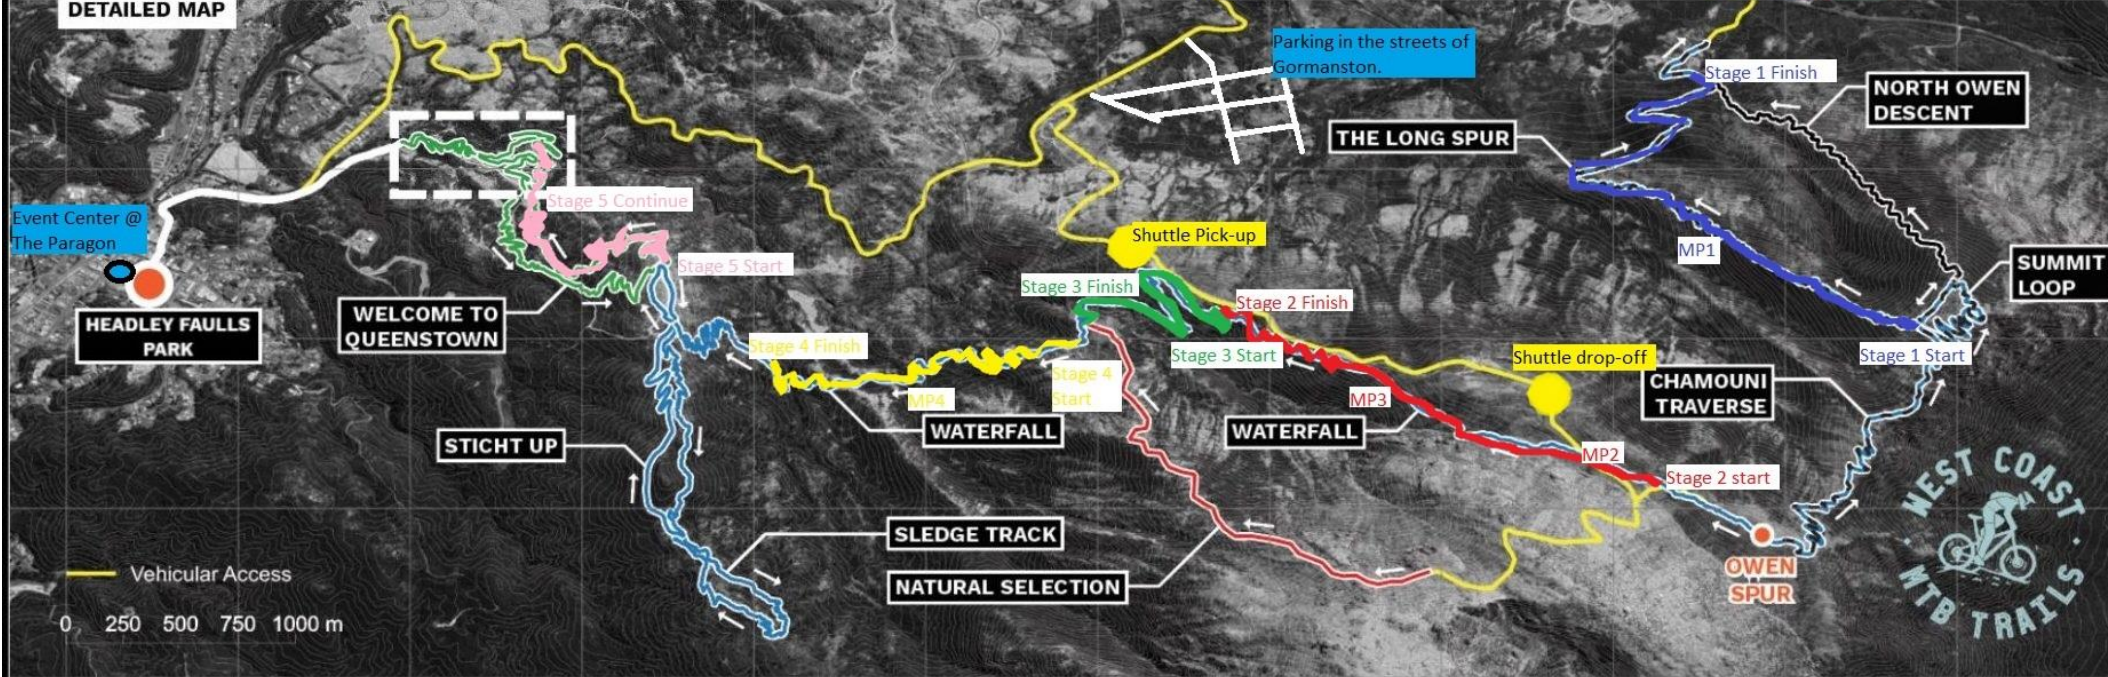 DETAILED MAP
Parking in the streets of
Gormanston.
Stage 1 Finish
NORTH OWEN
DESCENT
THE LONG SPUR
Stage 5 Continue
Event Center @
The Paragon
Shuttle Pick-up
MP1
Stage 5 Start
SUMMIT
LOOP
Stage 3 Finish
Stage 2 Finish
WELCOME TO
QUEENSTOWN
HEADLEY FAULLS
PARK
Stage 4 Finish
Stage 3 Start
Shuttle drop-off
Stage 1 Start
Stage 4
Start
CHAMOUNI
TRAVERSE
MP4
MP3
WATERFALL
WATERFALL
STICHT UP
MP2
Stage 2 start
SLEDGE TRACK
NATURAL SELECTION
OWEN
SPUR
WEST COAST
MTB TRAILS
Vehicular Access
0 250 500 750 1000 m